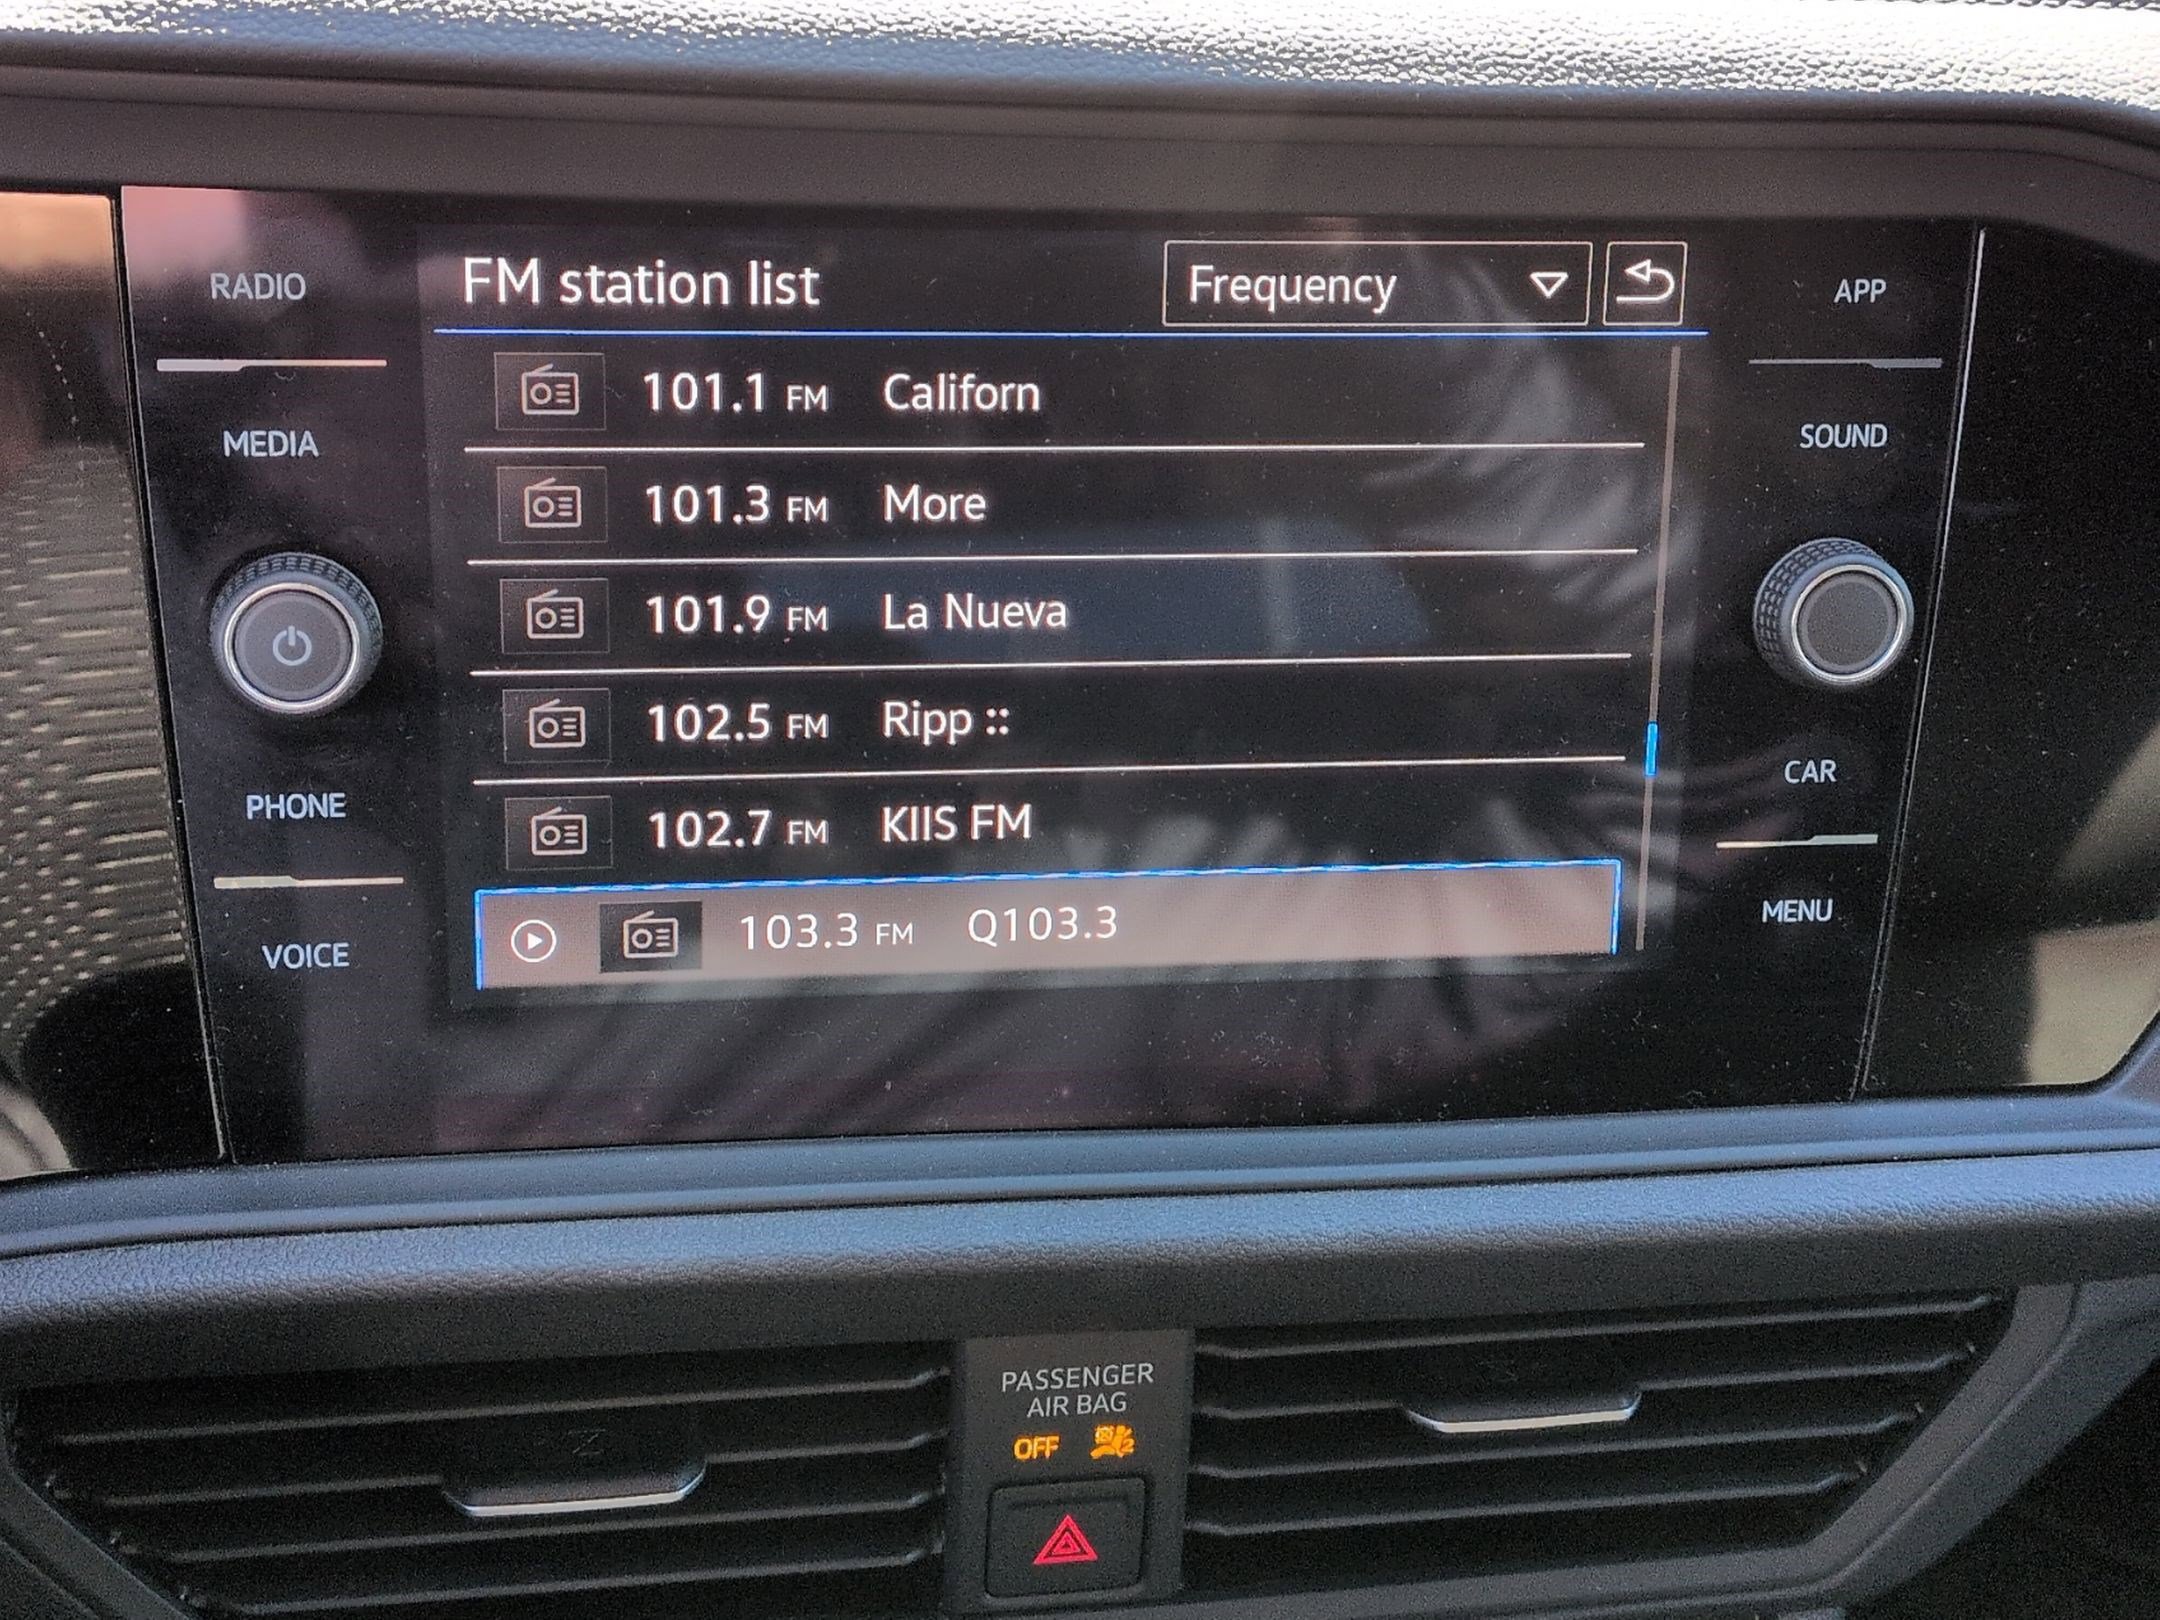 FM station list Frequency
RADIO
MEDIA
PHONE
VOICE
101.1 FM Californ
101.3 FM More
101.9 FM La Nueva
102.5 FM Ripp ::
102.7 FM KIIS FM
103.3 FM Q103.3
APP
SOUND
CAR
MENU
PASSENGER
AIR BAG
OFF
2